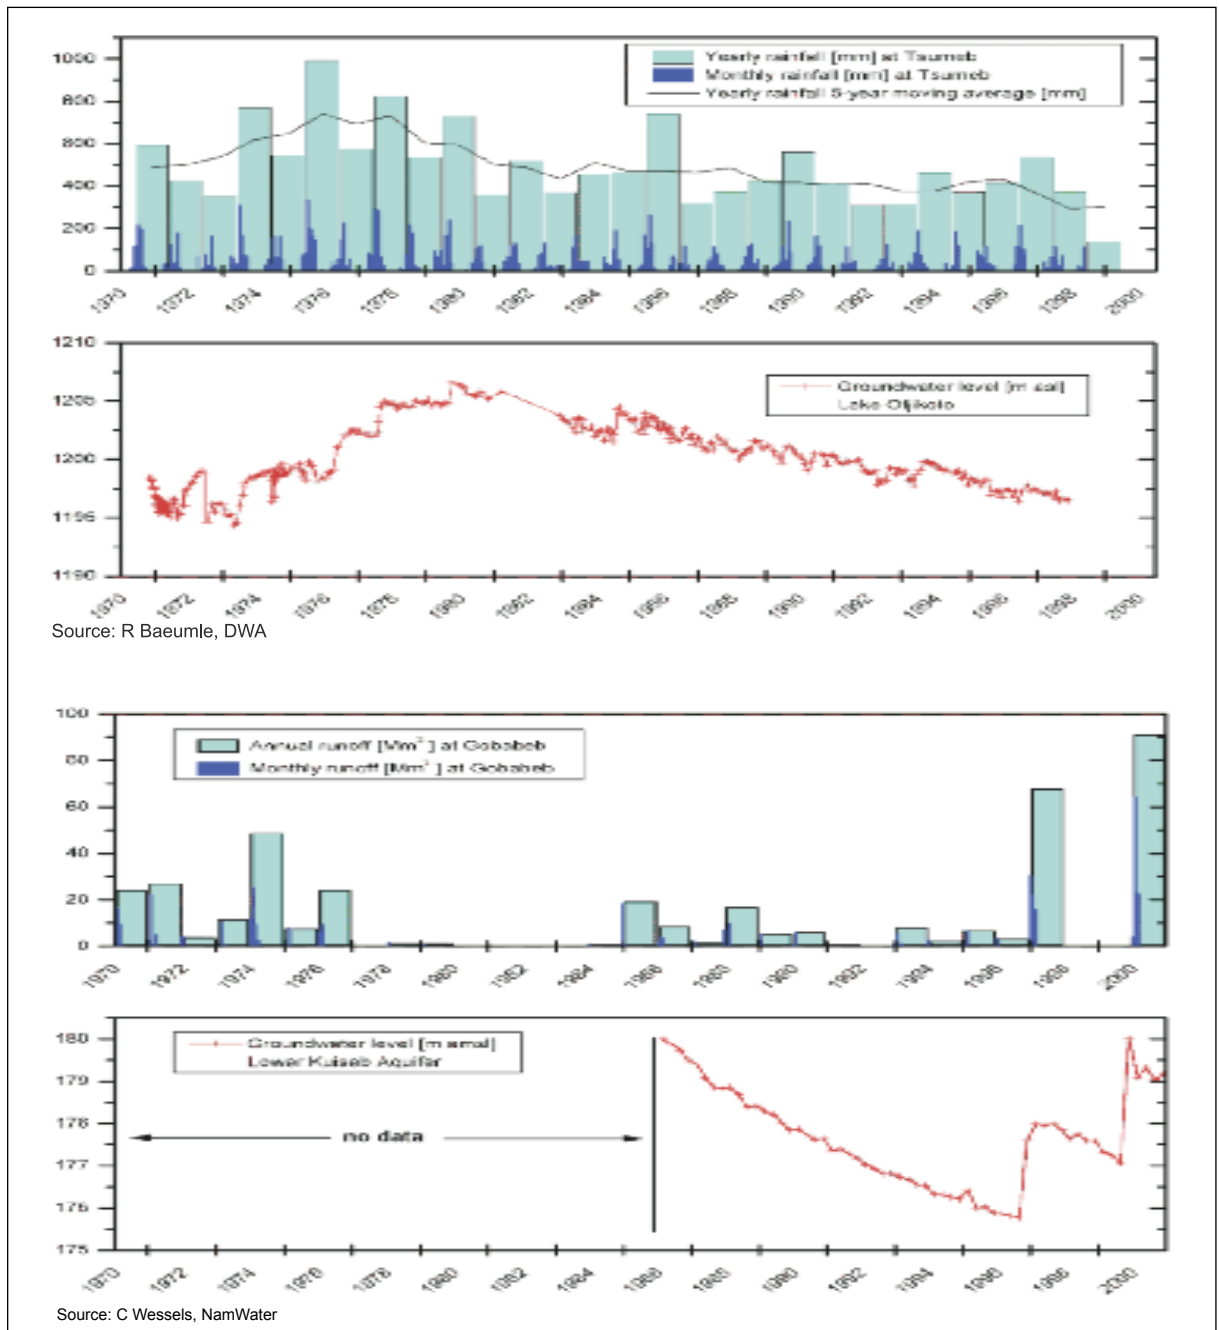 1000
800
600
400
200
0
Yearly rainfall [mm] at Tsumeb
Monthly rainfall [mm] at Tsumeb
Yearly rainfall 5-year moving average [mm]
1970 1972 1974 1976 1978 1980 1982 1984 1986 1988 1990 1992 1994 1996 1998 2000
1210
1205
1200
1195
1190
Groundwater level [m asl]
Lake Otjikoto
1970 1972 1974 1976 1978 1980 1982 1984 1986 1988 1990 1992 1994 1996 1998 2000
Source: R Baeumle, DWA
100
80
60
40
20
0
Annual runoff [Mm³ ] at Gobabeb
Monthly runoff [Mm³ ] at Gobabeb
1970 1972 1974 1976 1978 1980 1982 1984 1986 1988 1990 1992 1994 1996 1998 2000
180
179
178
177
176
175
Groundwater level [m amsl]
Lower Kuiseb Aquifer
no data
1970 1972 1974 1976 1978 1980 1982 1984 1986 1988 1990 1992 1994 1996 1998 2000
Source: C Wessels, NamWater